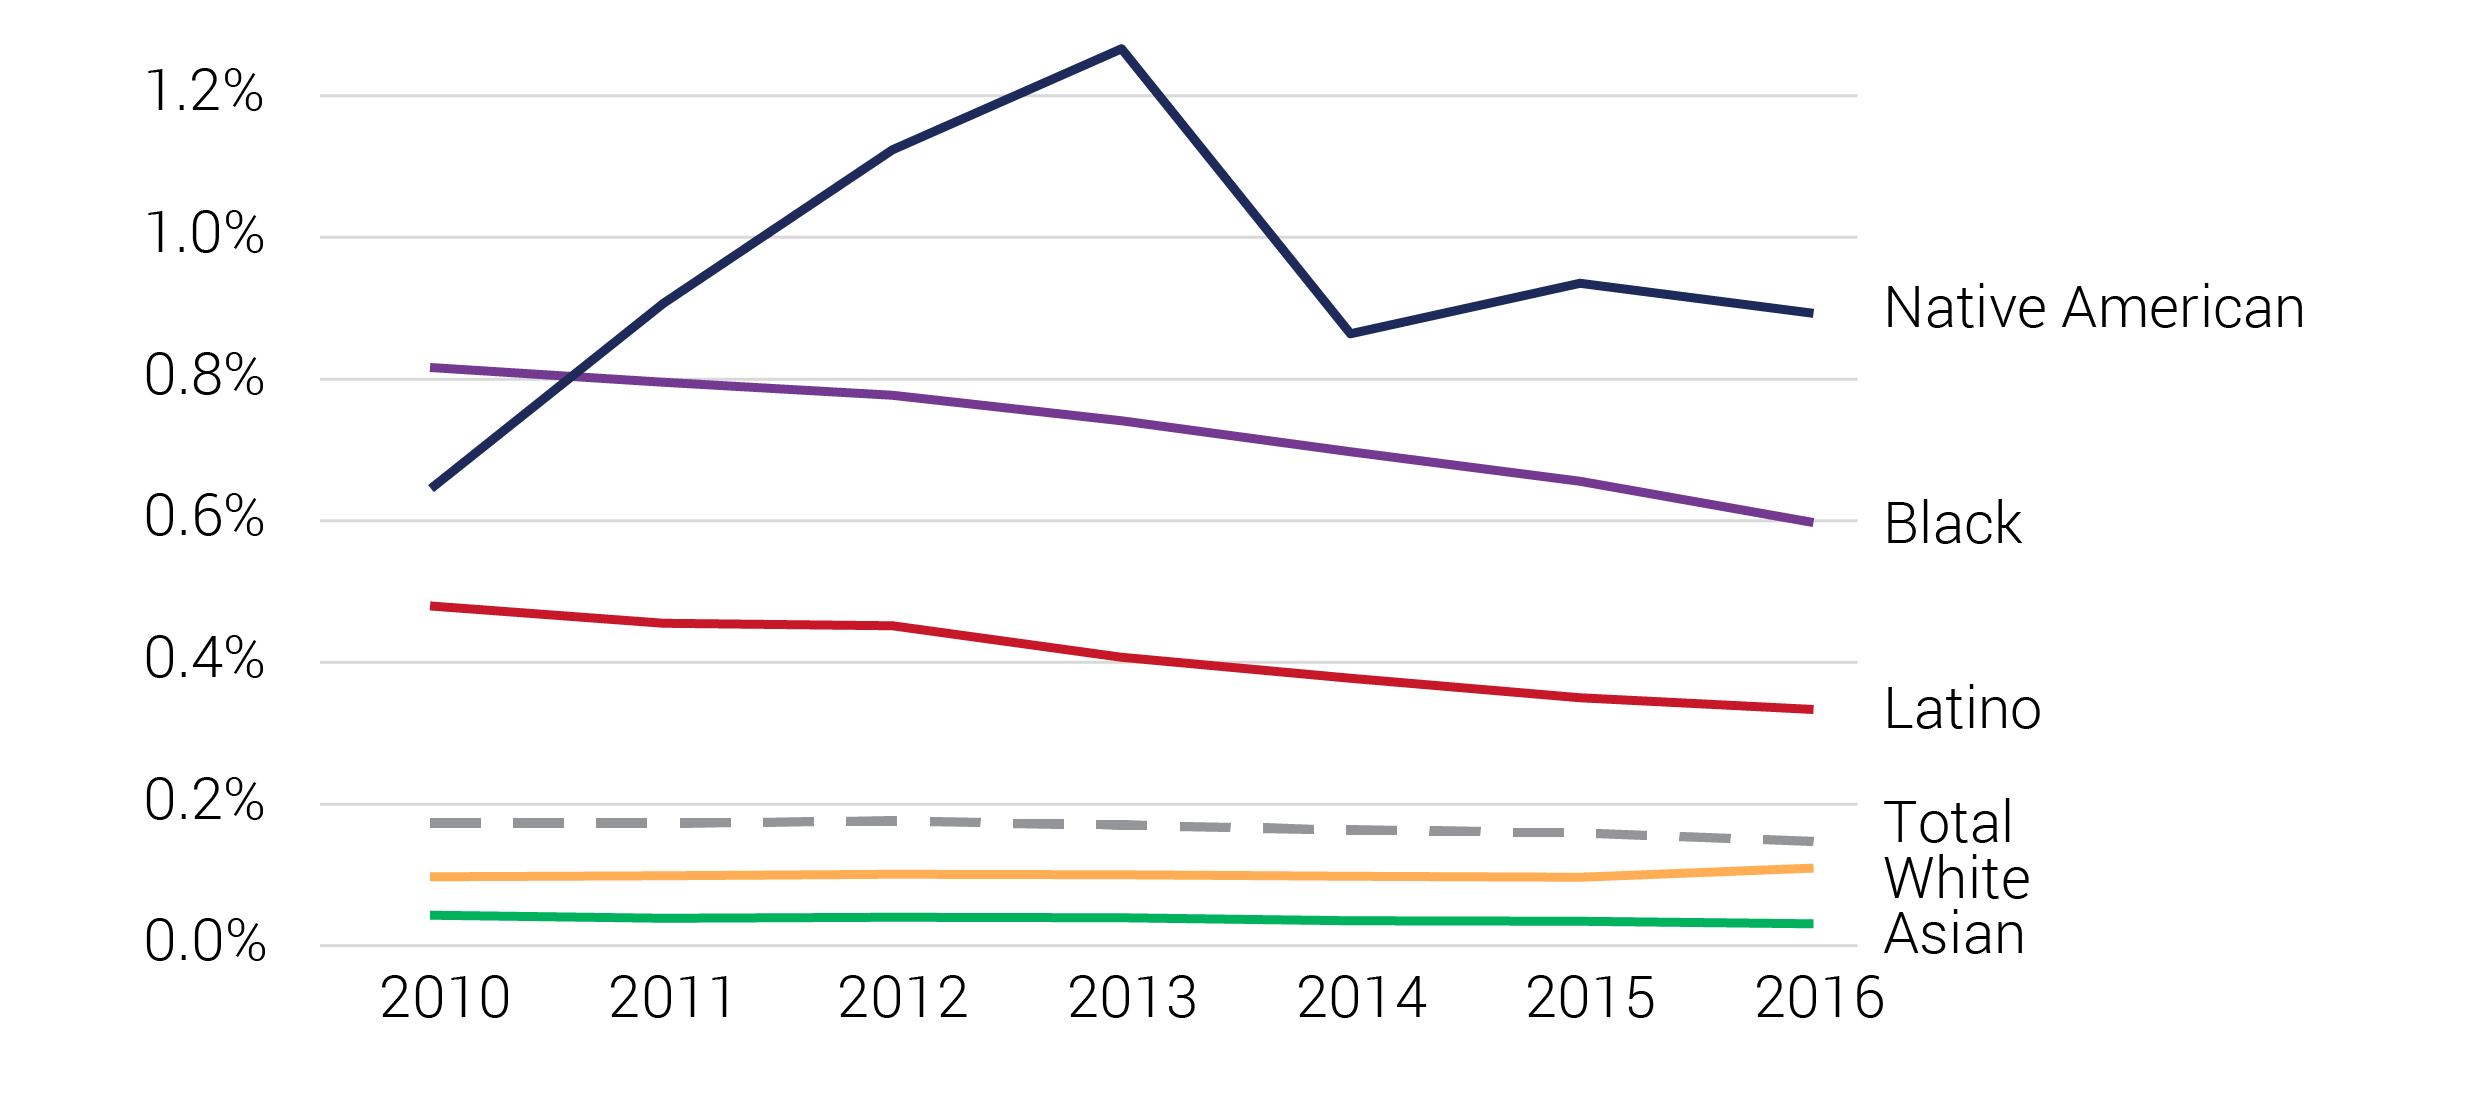 1.2%
1.0%
0.8%
0.6%
0.4%
0.2%
0.0%
Native American
Black
Latino
Total
White
Asian
2010 2011 2012 2013 2014 2015 2016